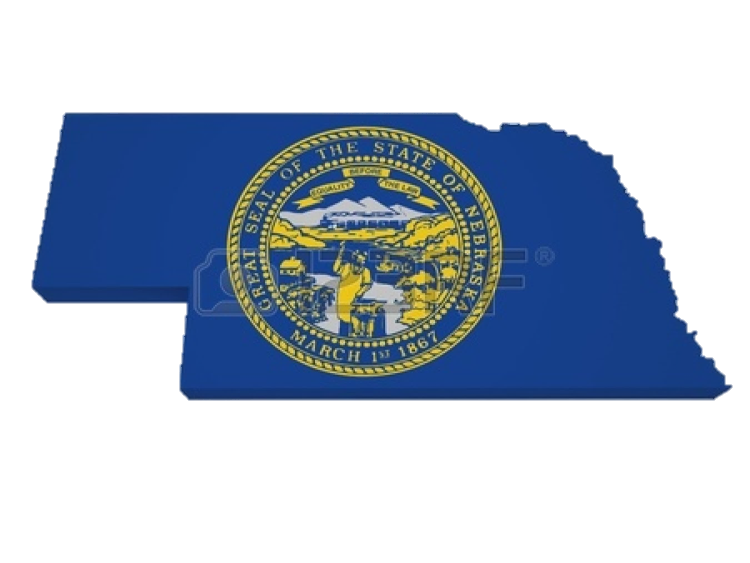 GREAT SEAL OF THE STATE OF NEBRASKA
EQUALITY BEFORE THE LAW
MARCH 1ST 1867